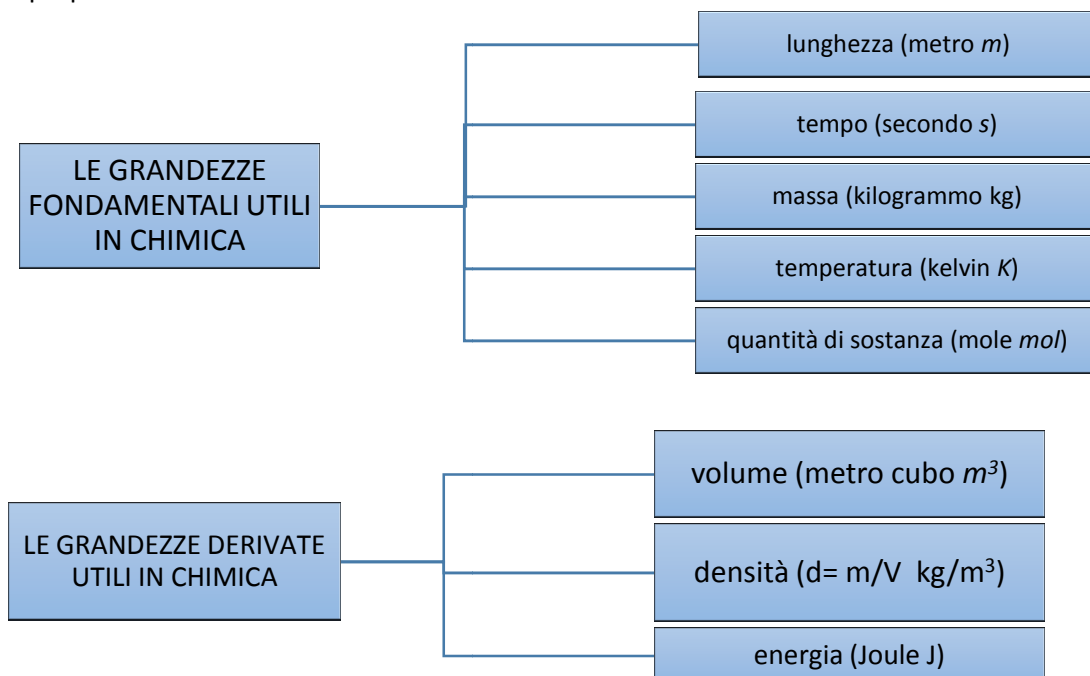 lunghezza (metro m)
tempo (secondo s)
LE GRANDEZZE
FONDAMENTALI UTILI
IN CHIMICA
massa (kilogrammo kg)
temperatura (kelvin K)
quantità di sostanza (mole mol)
volume (metro cubo m³)
LE GRANDEZZE DERIVATE
UTILI IN CHIMICA
densità (d= m/V kg/m³)
energia (Joule J)